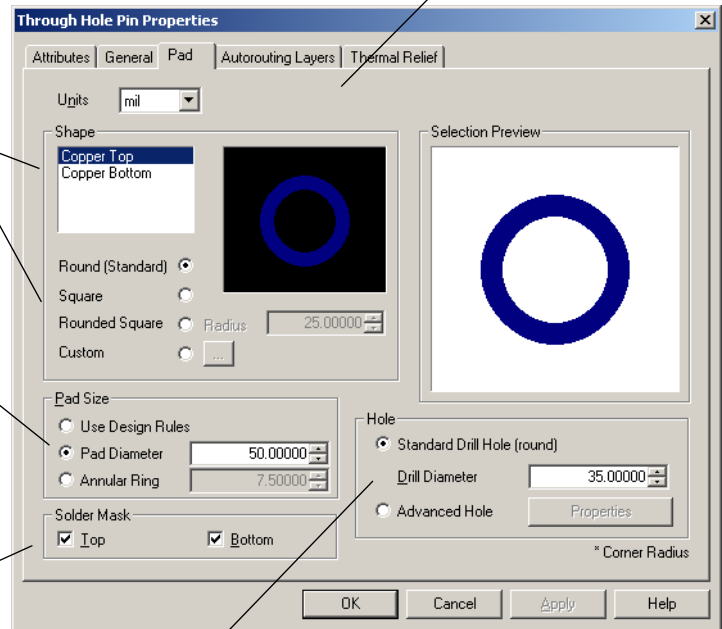 Through Hole Pin Properties
Attributes General Pad Autorouting Layers Thermal Relief
Units mil
Shape
Copper Top
Copper Bottom
Round (Standard)
Square
Rounded Square Radius 25.00000
Custom ...
Selection Preview
Pad Size
Use Design Rules
Pad Diameter 50.00000
Annular Ring 7.50000
Hole
Standard Drill Hole (round)
Drill Diameter 35.00000
Advanced Hole Properties
Solder Mask
Top Bottom
* Corner Radius
OK Cancel Apply Help